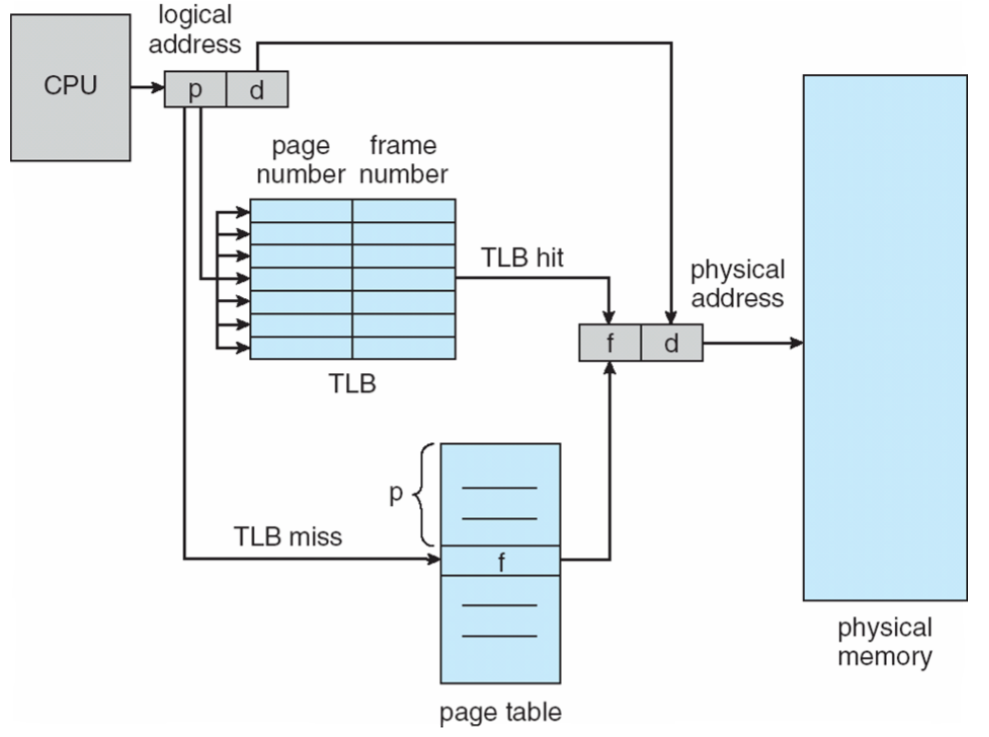 logical
address
CPU
p
d
page
number
frame
number
TLB hit
physical
address
f
d
TLB
p
TLB miss
f
physical
memory
page table